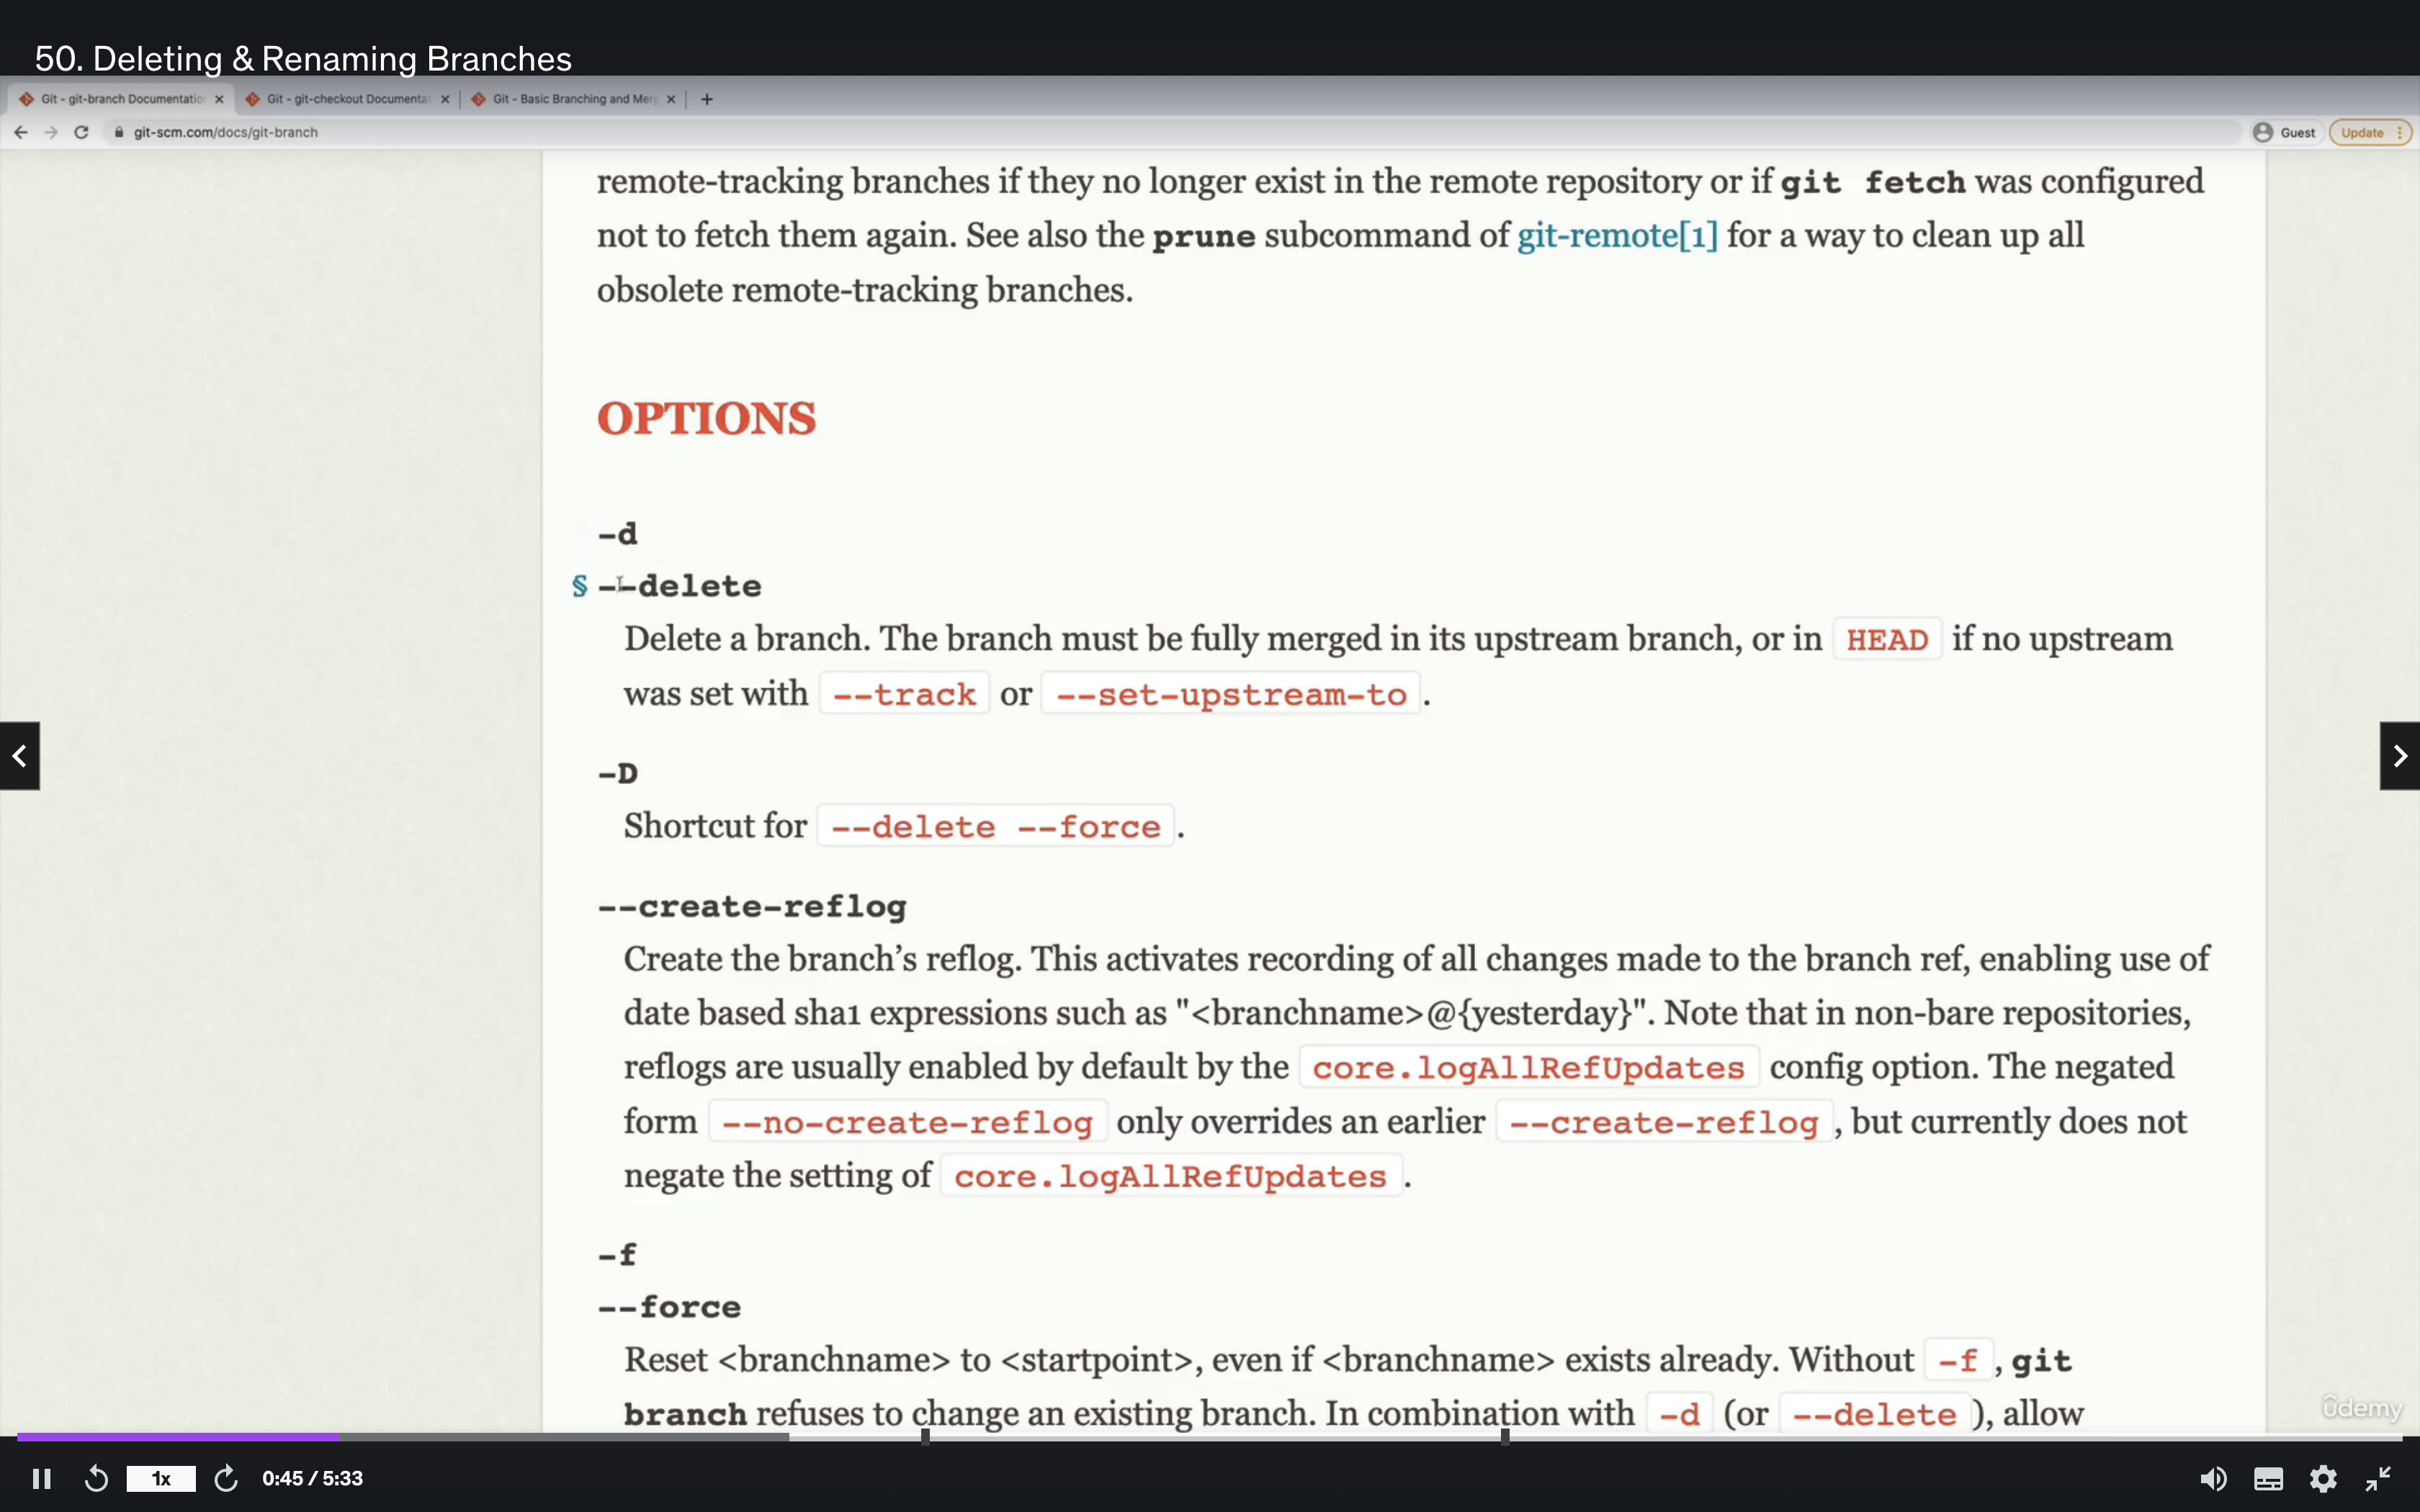 50. Deleting & Renaming Branches
Git - git-branch Documentation
Git - git-checkout Documentat
Git - Basic Branching and Merg
git-scm.com/docs/git-branch
Guest
Update
remote-tracking branches if they no longer exist in the remote repository or if git fetch was configured
not to fetch them again. See also the prune subcommand of git-remote[1] for a way to clean up all
obsolete remote-tracking branches.
OPTIONS
-d
§ --delete
Delete a branch. The branch must be fully merged in its upstream branch, or in HEAD if no upstream
was set with --track or --set-upstream-to .
-D
Shortcut for --delete --force .
--create-reflog
Create the branch’s reflog. This activates recording of all changes made to the branch ref, enabling use of
date based sha1 expressions such as "<branchname>@{yesterday}". Note that in non-bare repositories,
reflogs are usually enabled by default by the core.logAllRefUpdates config option. The negated
form --no-create-reflog only overrides an earlier --create-reflog , but currently does not
negate the setting of core.logAllRefUpdates .
-f
--force
Reset <branchname> to <startpoint>, even if <branchname> exists already. Without -f , git
branch refuses to change an existing branch. In combination with -d (or --delete ), allow
ûdemy
1x
0:45 / 5:33